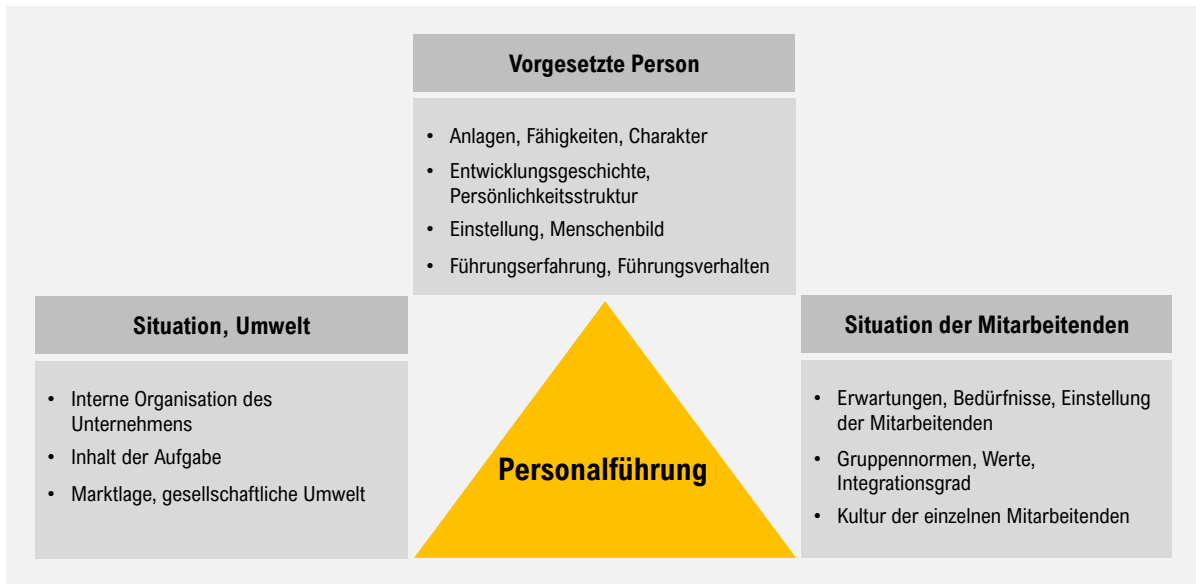 Vorgesetzte Person
• Anlagen, Fähigkeiten, Charakter
• Entwicklungsgeschichte,
Persönlichkeitsstruktur
• Einstellung, Menschenbild
• Führungserfahrung, Führungsverhalten
Situation, Umwelt
• Interne Organisation des
Unternehmens
• Inhalt der Aufgabe
• Marktlage, gesellschaftliche Umwelt
Personalführung
Situation der Mitarbeitenden
• Erwartungen, Bedürfnisse, Einstellung
der Mitarbeitenden
• Gruppennormen, Werte,
Integrationsgrad
• Kultur der einzelnen Mitarbeitenden